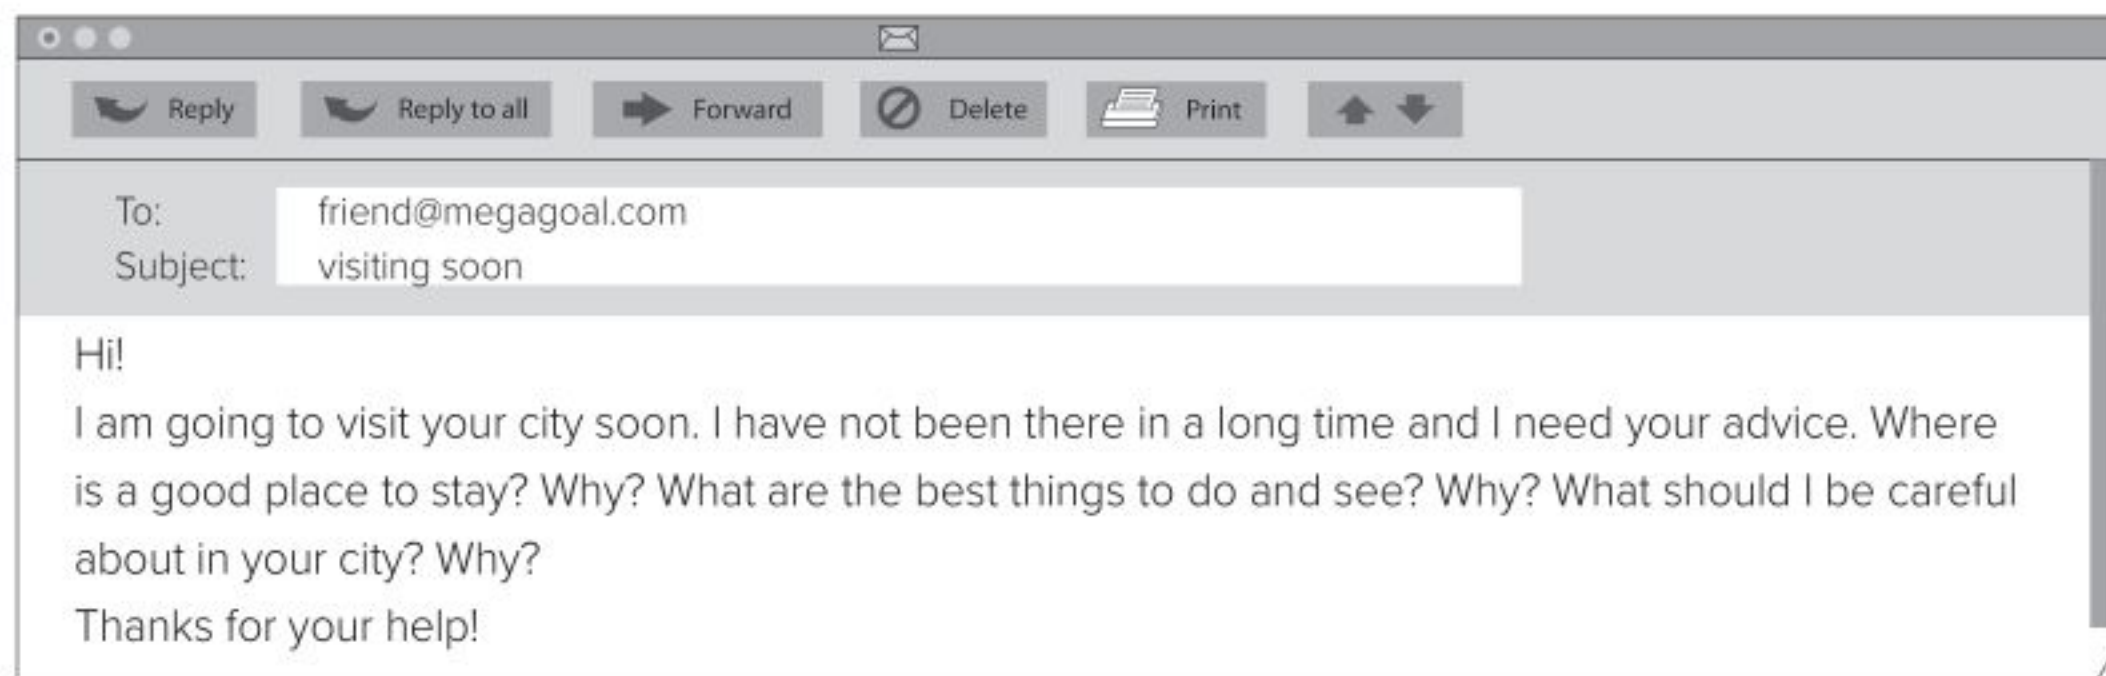 Reply Reply to all Forward Delete Print
To: friend@megagoal.com
Subject: visiting soon
Hi!
I am going to visit your city soon. I have not been there in a long time and I need your advice. Where
is a good place to stay? Why? What are the best things to do and see? Why? What should I be careful
about in your city? Why?
Thanks for your help!